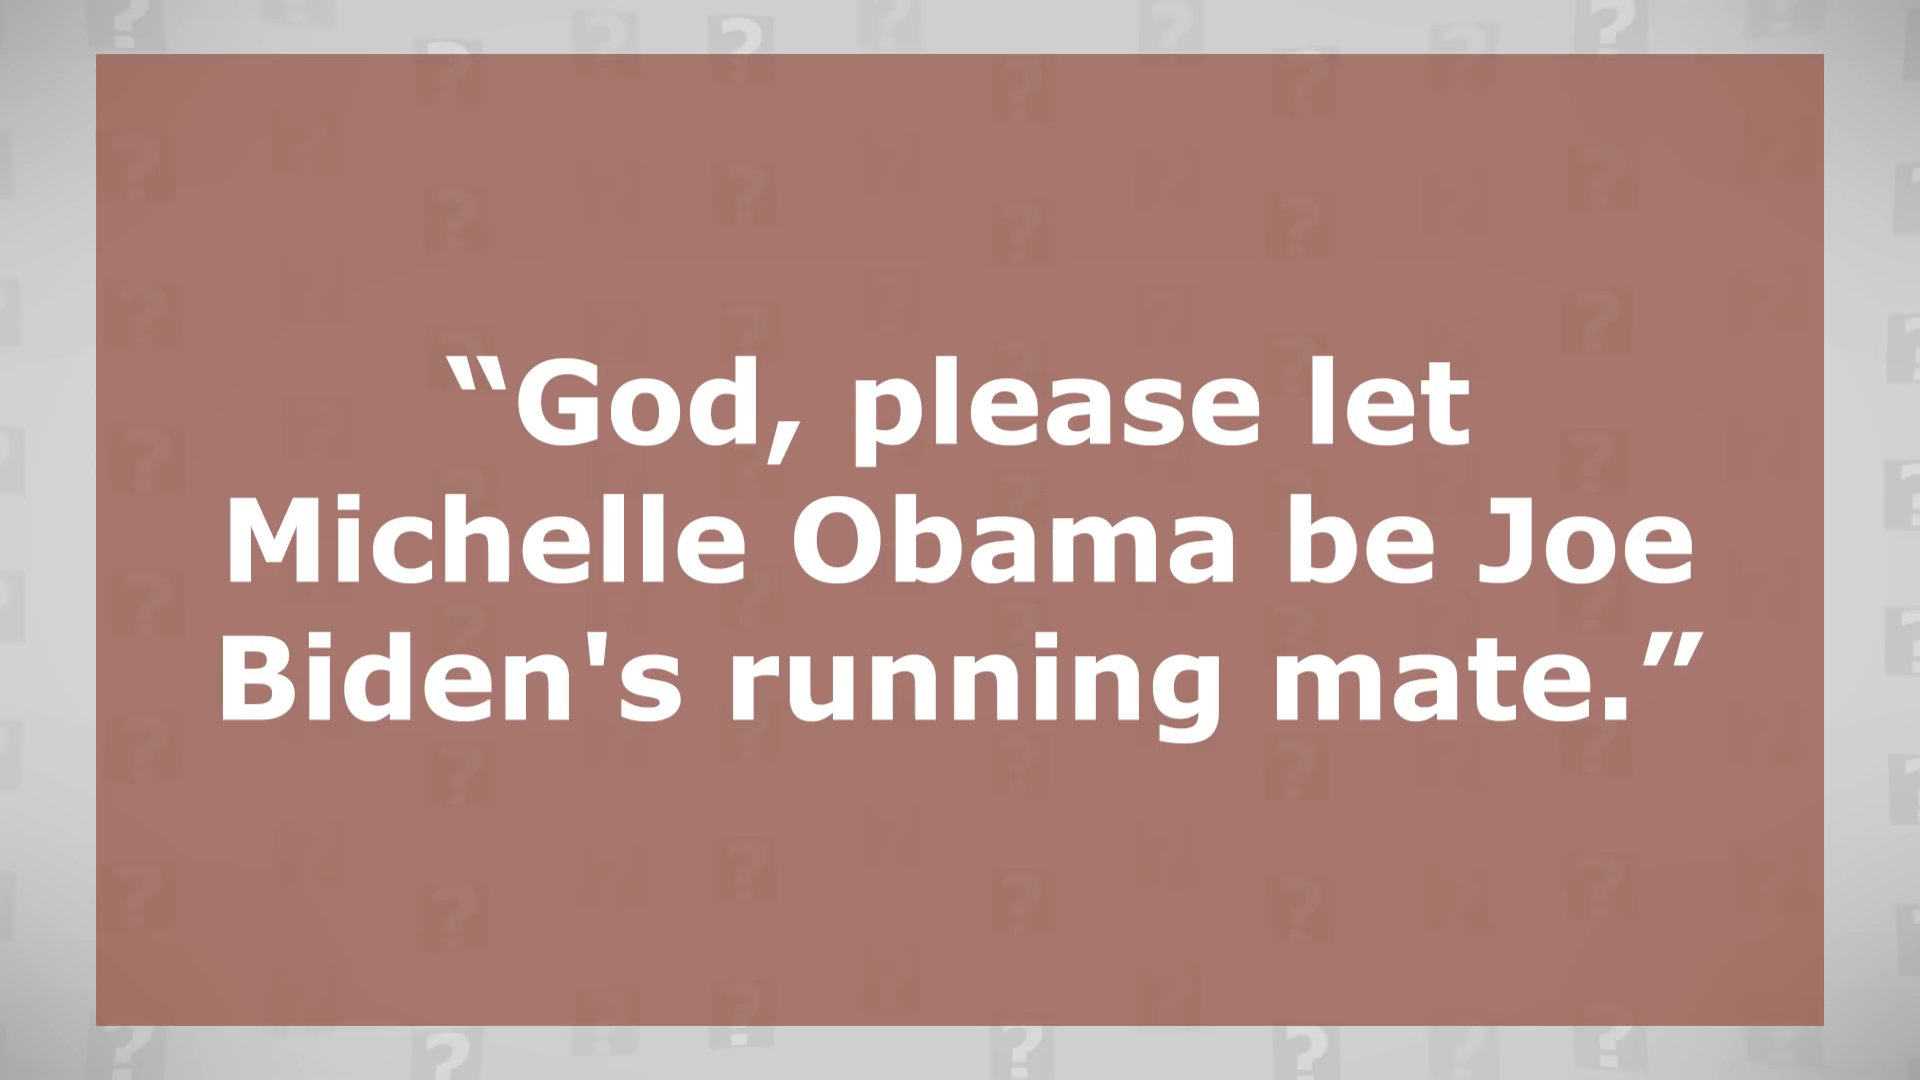 “God, please let
Michelle Obama be Joe
Biden's running mate.”